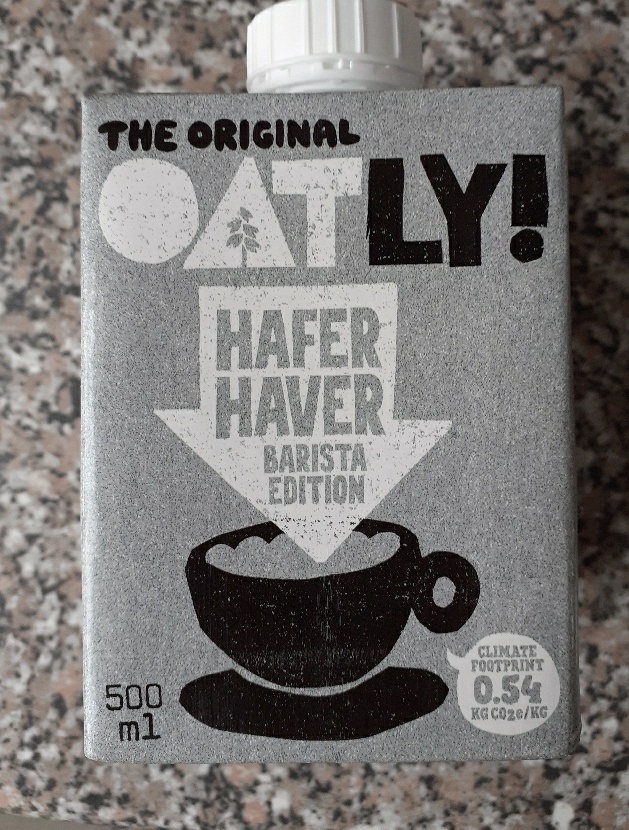 THE ORIGINAL
OATLY!
HAFER
HAVER
BARISTA
EDITION
CLIMATE
FOOTPRINT
0.54
KG CO2e/KG
500
ml